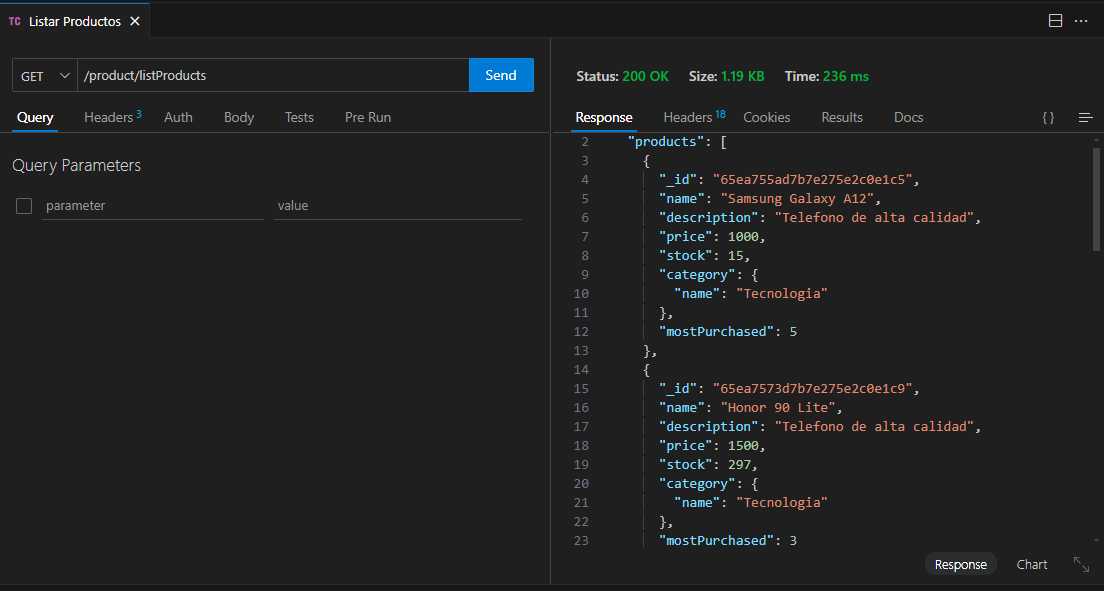 TC Listar Productos
GET /product/listProducts Send
Query Headers 3 Auth Body Tests Pre Run
Query Parameters
parameter value
Status: 200 OK Size: 1.19 KB Time: 236 ms
Response Headers 18 Cookies Results Docs {}
2 "products": [
3 {
4 "_id": "65ea755ad7b7e275e2c0e1c5",
5 "name": "Samsung Galaxy A12",
6 "description": "Telefono de alta calidad",
7 "price": 1000,
8 "stock": 15,
9 "category": {
10 "name": "Tecnologia"
11 },
12 "mostPurchased": 5
13 },
14 {
15 "_id": "65ea7573d7b7e275e2c0e1c9",
16 "name": "Honor 90 Lite",
17 "description": "Telefono de alta calidad",
18 "price": 1500,
19 "stock": 297,
20 "category": {
21 "name": "Tecnologia"
22 },
23 "mostPurchased": 3
Response Chart